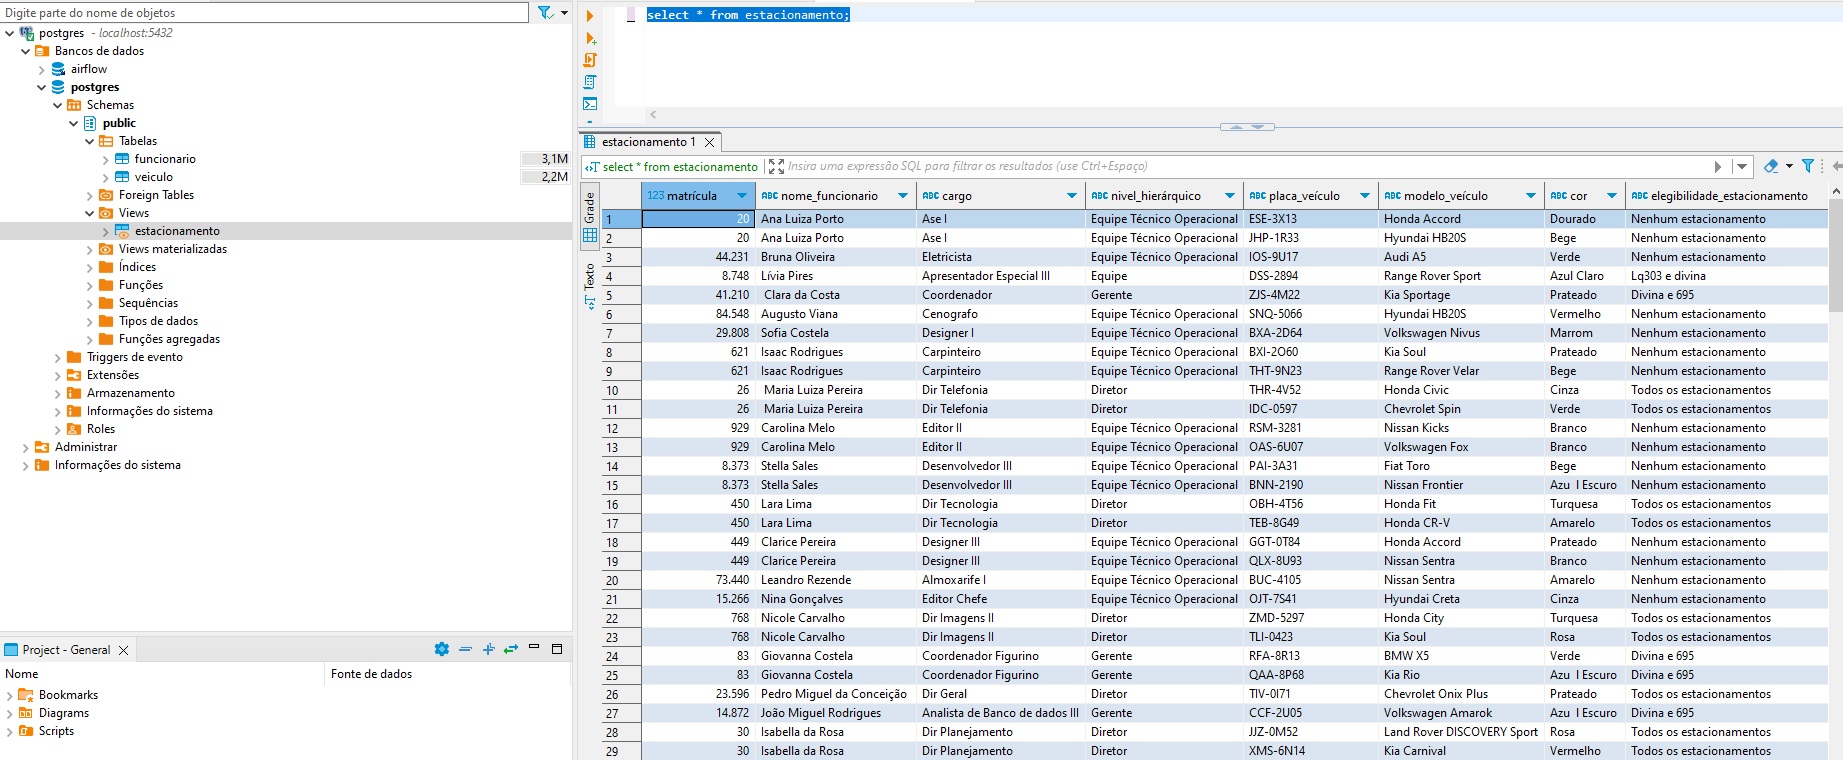 Digite parte do nome de objetos
postgres - localhost:5432
Bancos de dados
airflow
postgres
Schemas
public
Tabelas
funcionario 3,1M
veiculo 2,2M
Foreign Tables
Views
estacionamento
Views materializadas
Índices
Funções
Sequências
Tipos de dados
Funções agregadas
Triggers de evento
Extensões
Armazenamento
Informações do sistema
Roles
Administrar
Informações do sistema
Project - General
Nome Fonte de dados
Bookmarks
Diagrams
Scripts
select * from estacionamento;
estacionamento 1
select * from estacionamento Insira uma expressão SQL para filtrar os resultados (use Ctrl+Espaço)
Grade
Texto
123 matrícula ABC nome_funcionario ABC cargo ABC nivel_hierárquico ABC placa_veículo ABC modelo_veículo ABC cor ABC elegibilidade_estacionamento
1 20 Ana Luiza Porto Ase I Equipe Técnico Operacional ESE-3X13 Honda Accord Dourado Nenhum estacionamento
2 20 Ana Luiza Porto Ase I Equipe Técnico Operacional JHP-1R33 Hyundai HB20S Bege Nenhum estacionamento
3 44.231 Bruna Oliveira Eletricista Equipe Técnico Operacional IOS-9U17 Audi A5 Verde Nenhum estacionamento
4 8.748 Lívia Pires Apresentador Especial III Equipe DSS-2894 Range Rover Sport Azul Claro Lq303 e divina
5 41.210 Clara da Costa Coordenador Gerente ZJS-4M22 Kia Sportage Prateado Divina e 695
6 84.548 Augusto Viana Cenografo Equipe Técnico Operacional SNQ-5066 Hyundai HB20S Vermelho Nenhum estacionamento
7 29.808 Sofia Costela Designer I Equipe Técnico Operacional BXA-2D64 Volkswagen Nivus Marrom Nenhum estacionamento
8 621 Isaac Rodrigues Carpinteiro Equipe Técnico Operacional BXI-2O60 Kia Soul Prateado Nenhum estacionamento
9 621 Isaac Rodrigues Carpinteiro Equipe Técnico Operacional THT-9N23 Range Rover Velar Bege Nenhum estacionamento
10 26 Maria Luiza Pereira Dir Telefonia Diretor THR-4V52 Honda Civic Cinza Todos os estacionamentos
11 26 Maria Luiza Pereira Dir Telefonia Diretor IDC-0597 Chevrolet Spin Verde Todos os estacionamentos
12 929 Carolina Melo Editor II Equipe Técnico Operacional RSM-3281 Nissan Kicks Branco Nenhum estacionamento
13 929 Carolina Melo Editor II Equipe Técnico Operacional OAS-6U07 Volkswagen Fox Branco Nenhum estacionamento
14 8.373 Stella Sales Desenvolvedor III Equipe Técnico Operacional PAI-3A31 Fiat Toro Bege Nenhum estacionamento
15 8.373 Stella Sales Desenvolvedor III Equipe Técnico Operacional BNN-2190 Nissan Frontier Azu l Escuro Nenhum estacionamento
16 450 Lara Lima Dir Tecnologia Diretor OBH-4T56 Honda Fit Turquesa Todos os estacionamentos
17 450 Lara Lima Dir Tecnologia Diretor TEB-8G49 Honda CR-V Amarelo Todos os estacionamentos
18 449 Clarice Pereira Designer III Equipe Técnico Operacional GGT-0T84 Honda Accord Prateado Nenhum estacionamento
19 449 Clarice Pereira Designer III Equipe Técnico Operacional QLX-8U93 Nissan Sentra Branco Nenhum estacionamento
20 73.440 Leandro Rezende Almoxarife I Equipe Técnico Operacional BUC-4105 Nissan Sentra Amarelo Nenhum estacionamento
21 15.266 Nina Gonçalves Editor Chefe Equipe Técnico Operacional OJT-7S41 Hyundai Creta Cinza Nenhum estacionamento
22 768 Nicole Carvalho Dir Imagens II Diretor ZMD-5297 Honda City Turquesa Todos os estacionamentos
23 768 Nicole Carvalho Dir Imagens II Diretor TLI-0423 Kia Soul Rosa Todos os estacionamentos
24 83 Giovanna Costela Coordenador Figurino Gerente RFA-8R13 BMW X5 Verde Divina e 695
25 83 Giovanna Costela Coordenador Figurino Gerente QAA-8P68 Kia Rio Azu l Escuro Divina e 695
26 23.596 Pedro Miguel da Conceição Dir Geral Diretor TIV-0I71 Chevrolet Onix Plus Prateado Todos os estacionamentos
27 14.872 João Miguel Rodrigues Analista de Banco de dados III Gerente CCF-2U05 Volkswagen Amarok Azu l Escuro Divina e 695
28 30 Isabella da Rosa Dir Planejamento Diretor JJZ-0M52 Land Rover DISCOVERY Sport Rosa Todos os estacionamentos
29 30 Isabella da Rosa Dir Planejamento Diretor XMS-6N14 Kia Carnival Vermelho Todos os estacionamentos